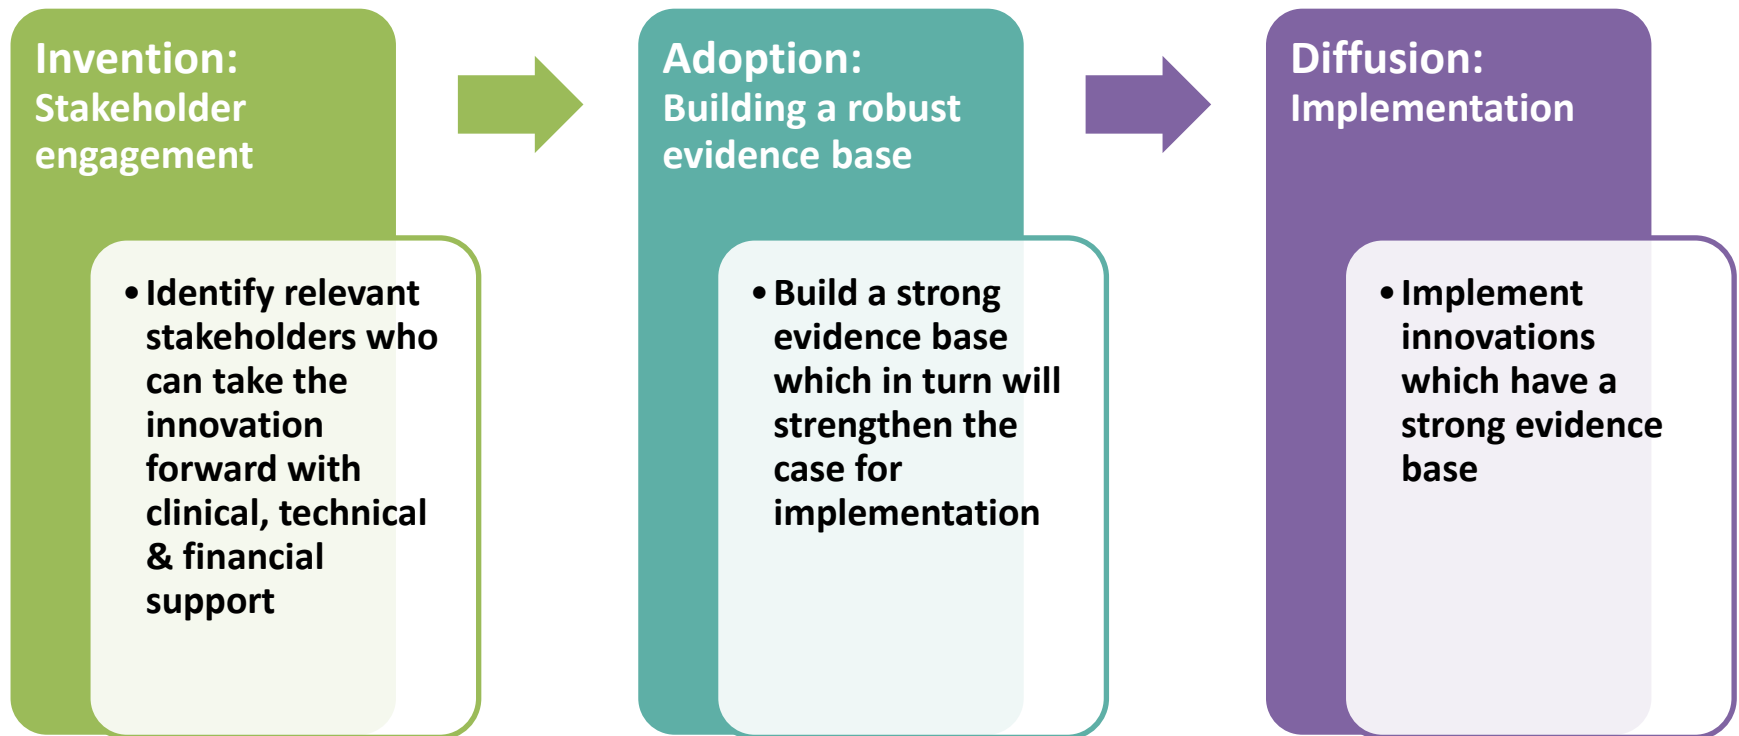 Invention:
Stakeholder
engagement
• Identify relevant
stakeholders who
can take the
innovation
forward with
clinical, technical
& financial
support
Adoption:
Building a robust
evidence base
• Build a strong
evidence base
which in turn will
strengthen the
case for
implementation
Diffusion:
Implementation
• Implement
innovations
which have a
strong evidence
base